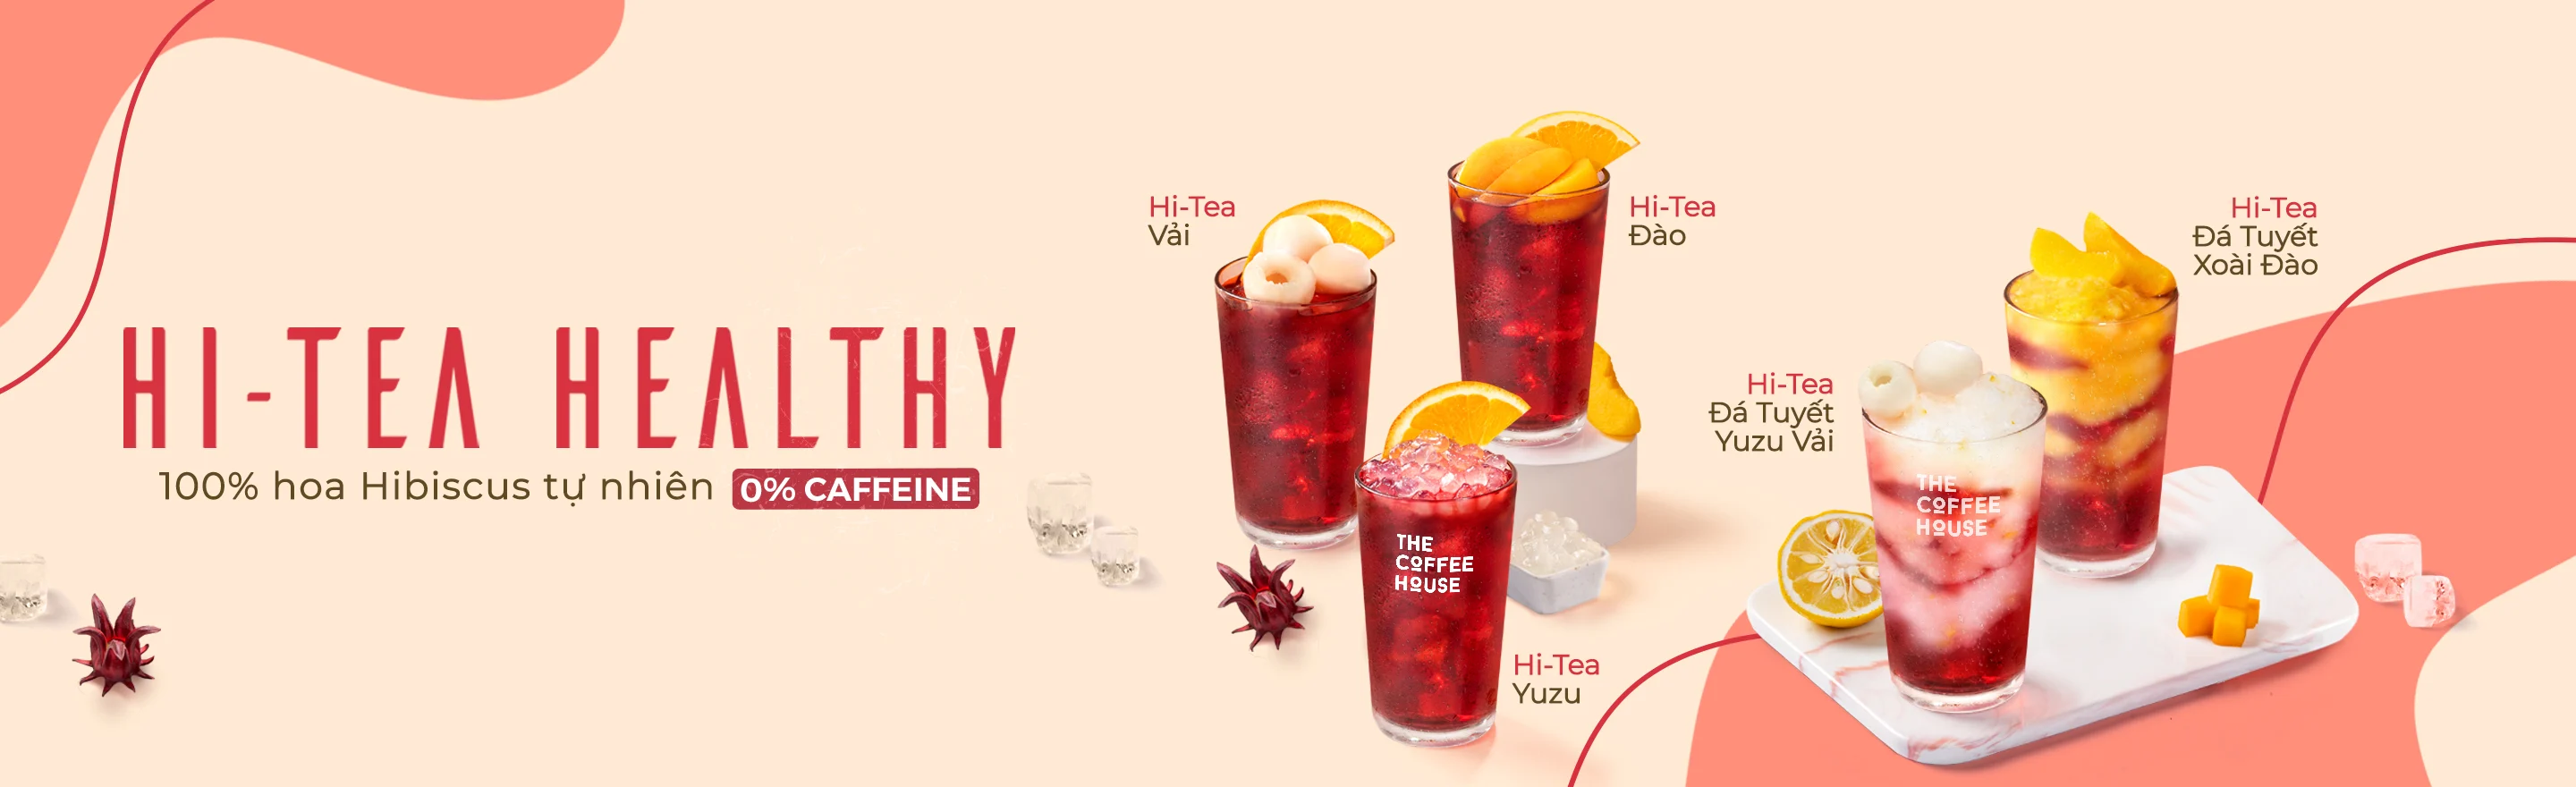 HI-TEA HEALTHY
100% hoa Hibiscus tự nhiên 0% CAFFEINE
Hi-Tea
Vải
Hi-Tea
Đào
Hi-Tea
Yuzu
THE
COFFEE
HOUSE
Hi-Tea
Đá Tuyết
Yuzu Vải
THE
COFFEE
HOUSE
Hi-Tea
Đá Tuyết
Xoài Đào